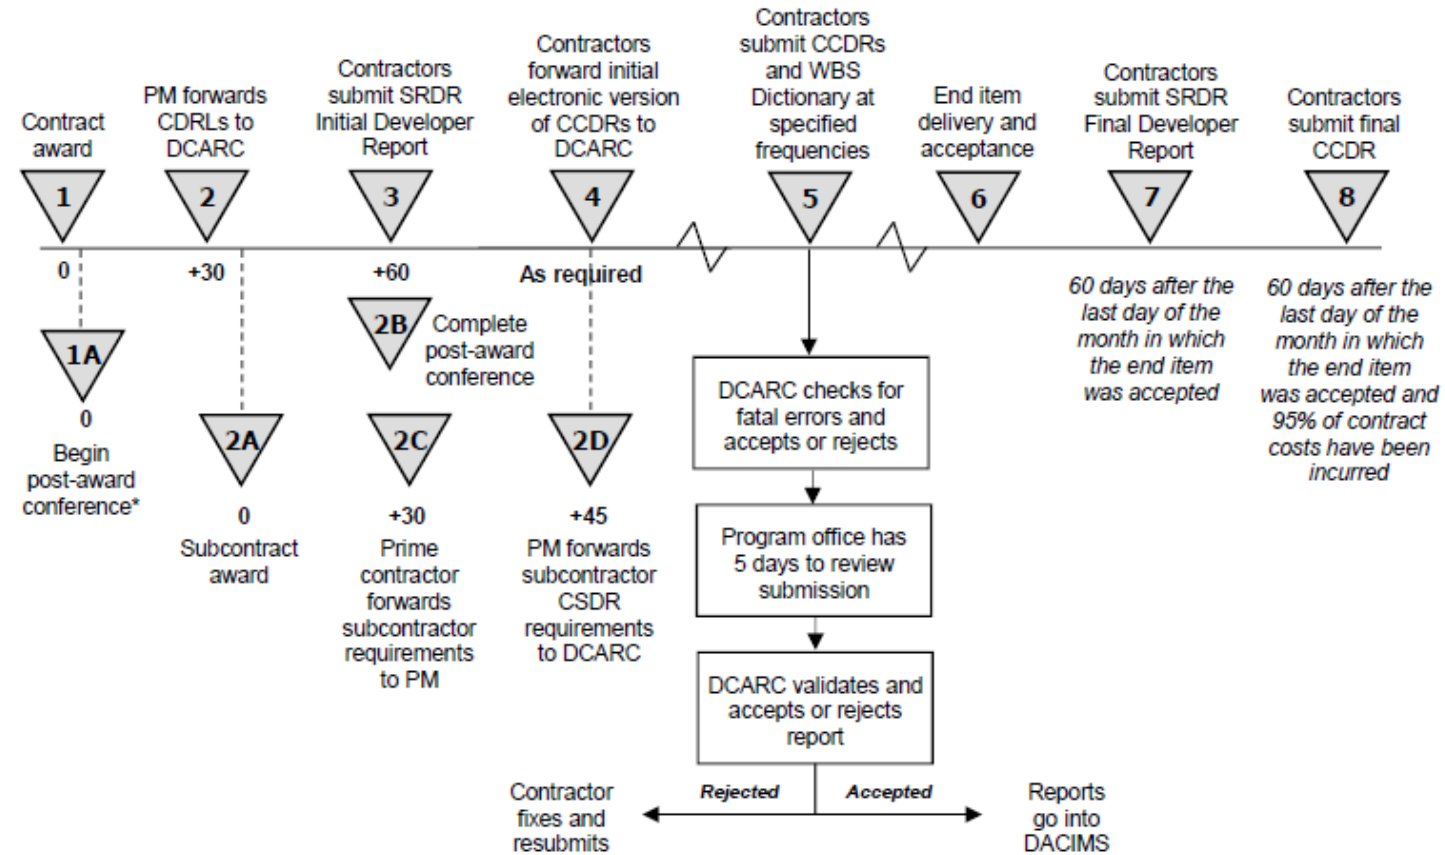 Contract
award
1
0
PM forwards
CDRLs to
DCARC
2
+30
Contractors
submit SRDR
Initial Developer
Report
3
+60
Contractors
forward initial
electronic version
of CCDRs to
DCARC
4
As required
Contractors
submit CCDRs
and WBS
Dictionary at
specified
frequencies
5
End item
delivery and
acceptance
6
Contractors
submit SRDR
Final Developer
Report
7
60 days after the
last day of the
month in which
the end item
was accepted
Contractors
submit final
CCDR
8
60 days after the
last day of the
month in which
the end item
was accepted and
95% of contract
costs have been
incurred
1A
0
Begin
post-award
conference*
2A
0
Subcontract
award
2B
Complete
post-award
conference
2C
+30
Prime
contractor
forwards
subcontractor
requirements
to PM
2D
+45
PM forwards
subcontractor
CSDR
requirements
to DCARC
DCARC checks for
fatal errors and
accepts or rejects
Program office has
5 days to review
submission
DCARC validates and
accepts or rejects
report
Rejected
Accepted
Contractor
fixes and
resubmits
Reports
go into
DACIMS